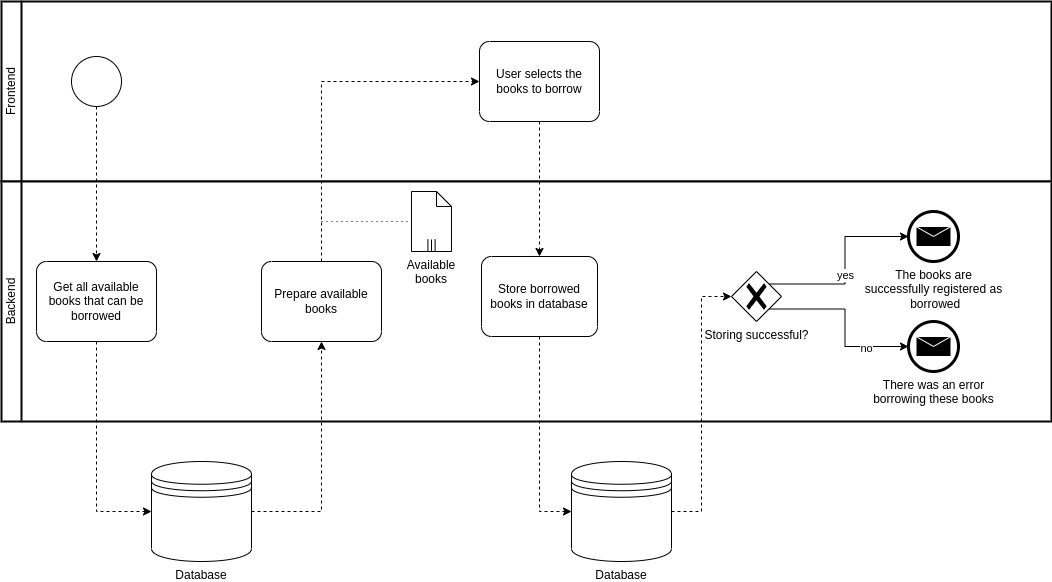 Frontend
User selects the
books to borrow
Backend
Get all available
books that can be
borrowed
Prepare available
books
Available
books
Store borrowed
books in database
Storing successful?
yes
no
The books are
successfully registered as
borrowed
There was an error
borrowing these books
Database
Database